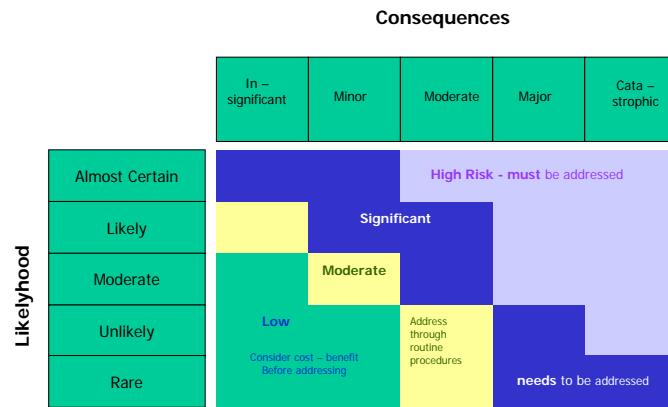 Consequences
In –
significant
Minor
Moderate
Major
Cata –
strophic
Likelyhood
Almost Certain
High Risk - must be addressed
Likely
Significant
Moderate
Moderate
Unlikely
Low
Address
through
routine
procedures
Consider cost – benefit
Before addressing
Rare
needs to be addressed